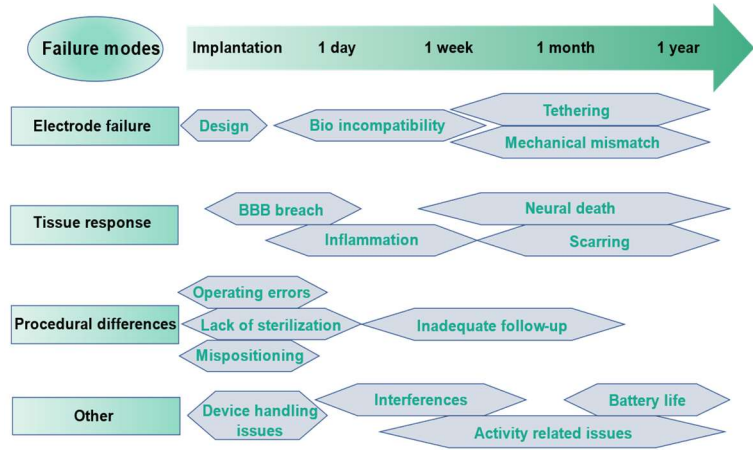 Failure modes
Implantation 1 day 1 week 1 month 1 year
Electrode failure
Design
Bio incompatibility
Tethering
Mechanical mismatch
Tissue response
BBB breach
Neural death
Inflammation
Scarring
Procedural differences
Operating errors
Lack of sterilization
Inadequate follow-up
Mispositioning
Other
Device handling
issues
Interferences
Battery life
Activity related issues